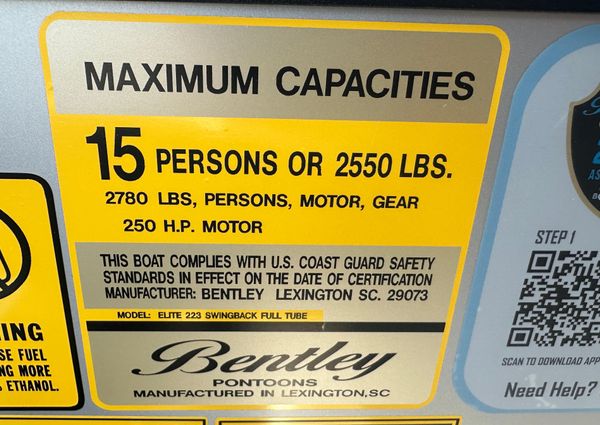 MAXIMUM CAPACITIES
15 PERSONS OR 2550 LBS.
2780 LBS, PERSONS, MOTOR, GEAR
250 H.P. MOTOR
THIS BOAT COMPLIES WITH U.S. COAST GUARD SAFETY
STANDARDS IN EFFECT ON THE DATE OF CERTIFICATION
MANUFACTURER: BENTLEY LEXINGTON SC. 29073
MODEL: ELITE 223 SWINGBACK FULL TUBE
Bentley
PONTOONS
MANUFACTURED IN LEXINGTON,SC
FUEL
MORE
ETHANOL.
STEP 1
SCAN TO DOWNLOAD APP
Need Help?